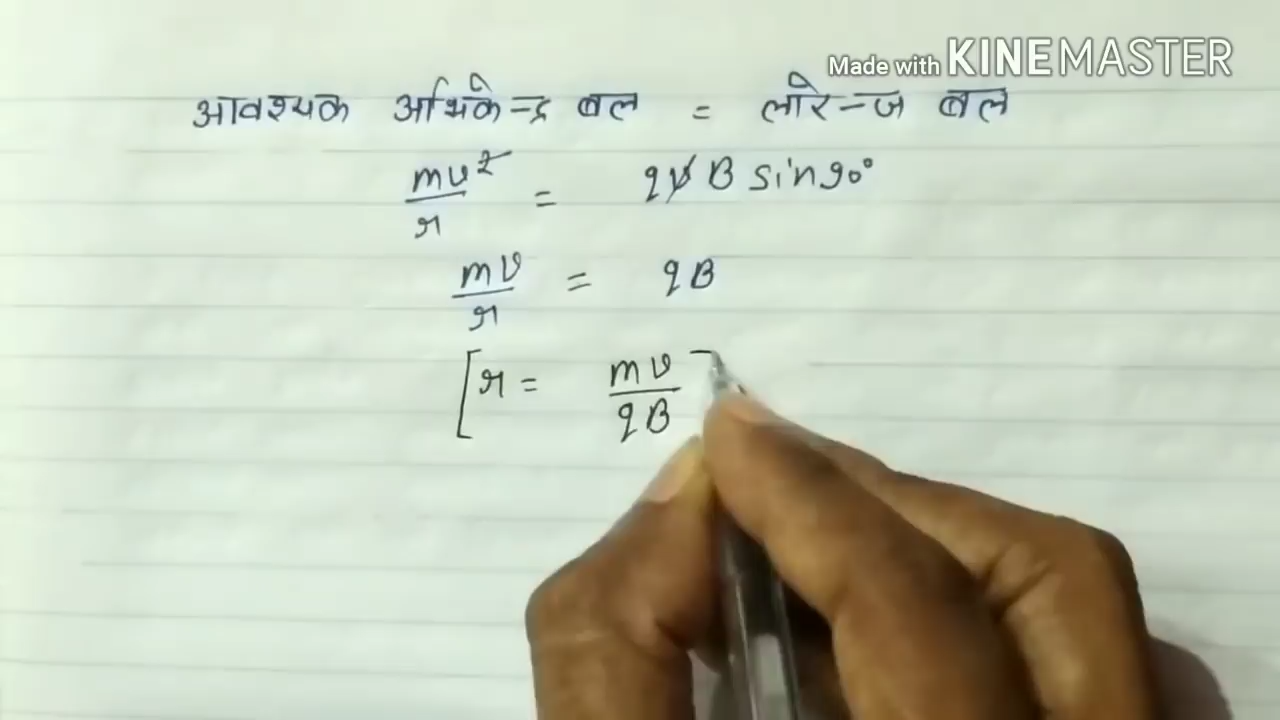 Made with KINEMASTER
आवश्यक अभिकेन्द्र बल = लोरेन्ज बल
mv²/r = qvB sin90°
mv/r = qB
[r = mv/qB